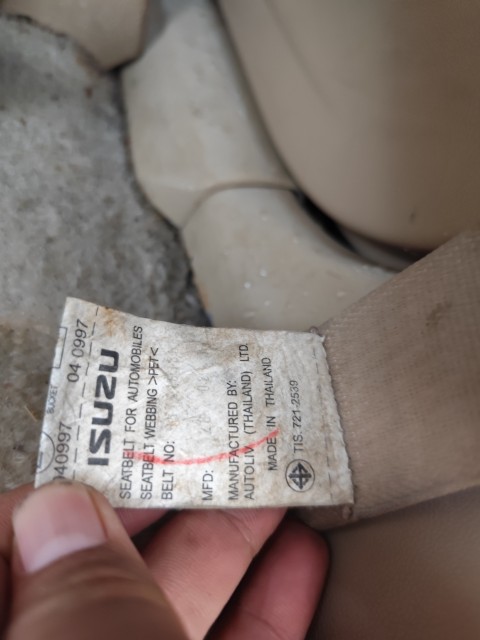 04 0997
040997
ISUZU
SEATBELT FOR AUTOMOBILES
SEATBELT WEBBING >PET<
BELT NO:
MFD:
MANUFACTURED BY:
AUTOLIV (THAILAND) LTD.
MADE IN THAILAND
TIS. 721-2539